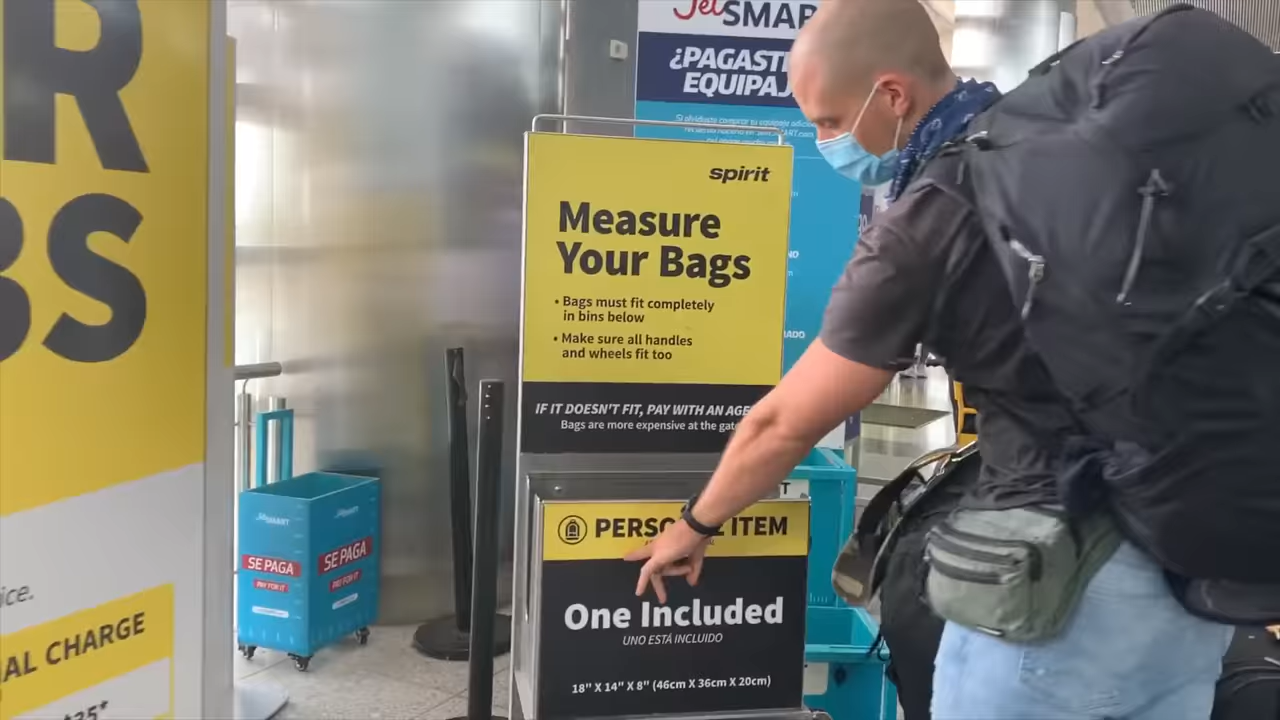 R
BS
ice.
AL CHARGE
JetSMART
SE PAGA
PAY FOR IT
JetSMART
SE PAGA
PAY FOR IT
JetSMART
¿PAGASTE
EQUIPAJ
spirit
Measure
Your Bags
• Bags must fit completely
in bins below
• Make sure all handles
and wheels fit too
IF IT DOESN'T FIT, PAY WITH AN AGE
Bags are more expensive at the gate
PERSO L ITEM
One Included
UNO ESTÁ INCLUIDO
18" X 14" X 8" (46cm X 36cm X 20cm)